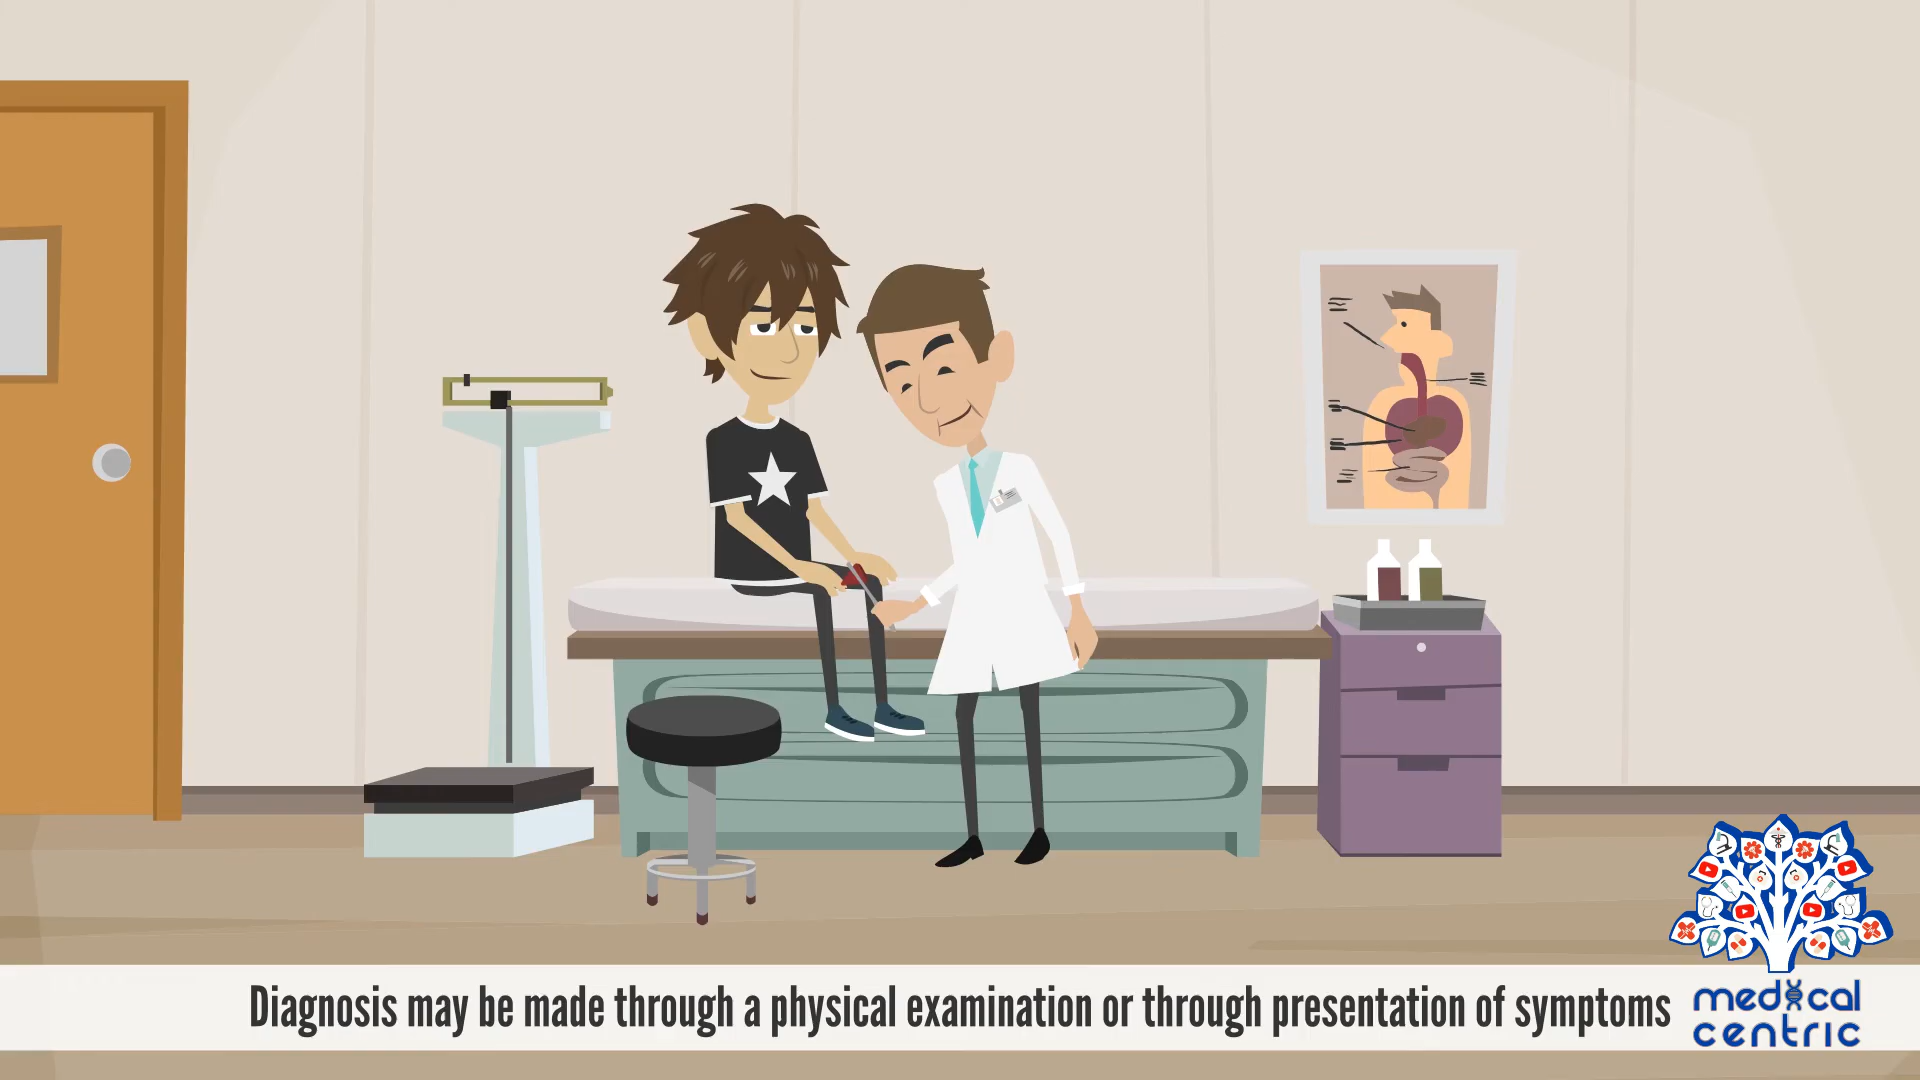 Diagnosis may be made through a physical examination or through presentation of symptoms
medical
centric